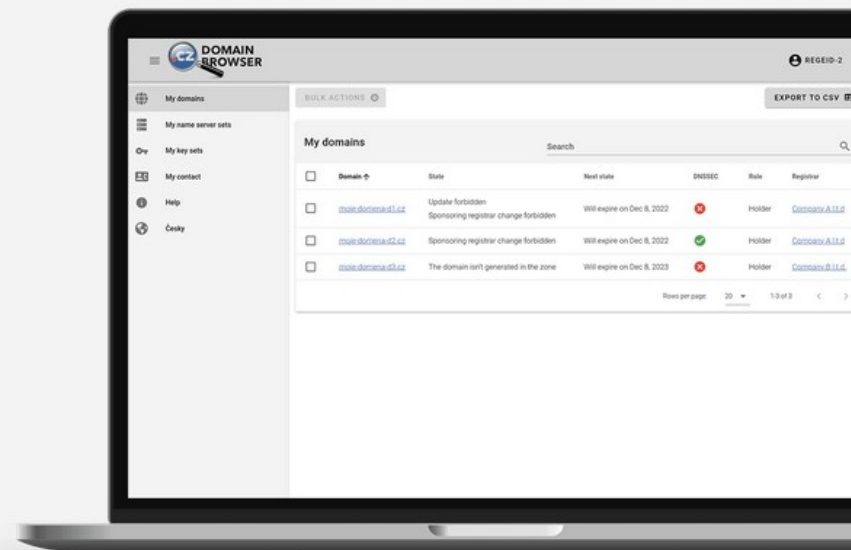 .CZ DOMAIN
BROWSER
REGEID-2
My domains
My name server sets
My key sets
My contact
Help
Česky
BULK ACTIONS
EXPORT TO CSV
My domains
Search
Domain State Next state DNSSEC Role Registrar
moje-domena-d1.cz Update forbidden Will expire on Dec 8, 2022 Holder Company A l.t.d
Sponsoring registrar change forbidden
moje-domena-d2.cz Sponsoring registrar change forbidden Will expire on Dec 8, 2022 Holder Company A l.t.d
moje-domena-d3.cz The domain isn't generated in the zone Will expire on Dec 8, 2023 Holder Company B l.t.d.
Rows per page: 20 1-3 of 3